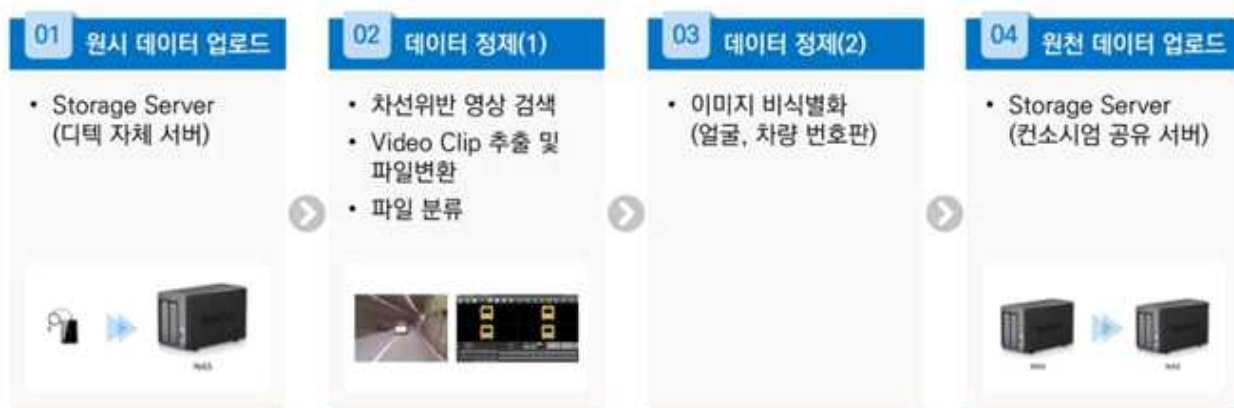 01 원시 데이터 업로드
• Storage Server
(디텍 자체 서버)
NAS
02 데이터 정제(1)
• 차선위반 영상 검색
• Video Clip 추출 및
파일변환
• 파일 분류
03 데이터 정제(2)
• 이미지 비식별화
(얼굴, 차량 번호판)
04 원천 데이터 업로드
• Storage Server
(컨소시엄 공유 서버)
NAS
NAS